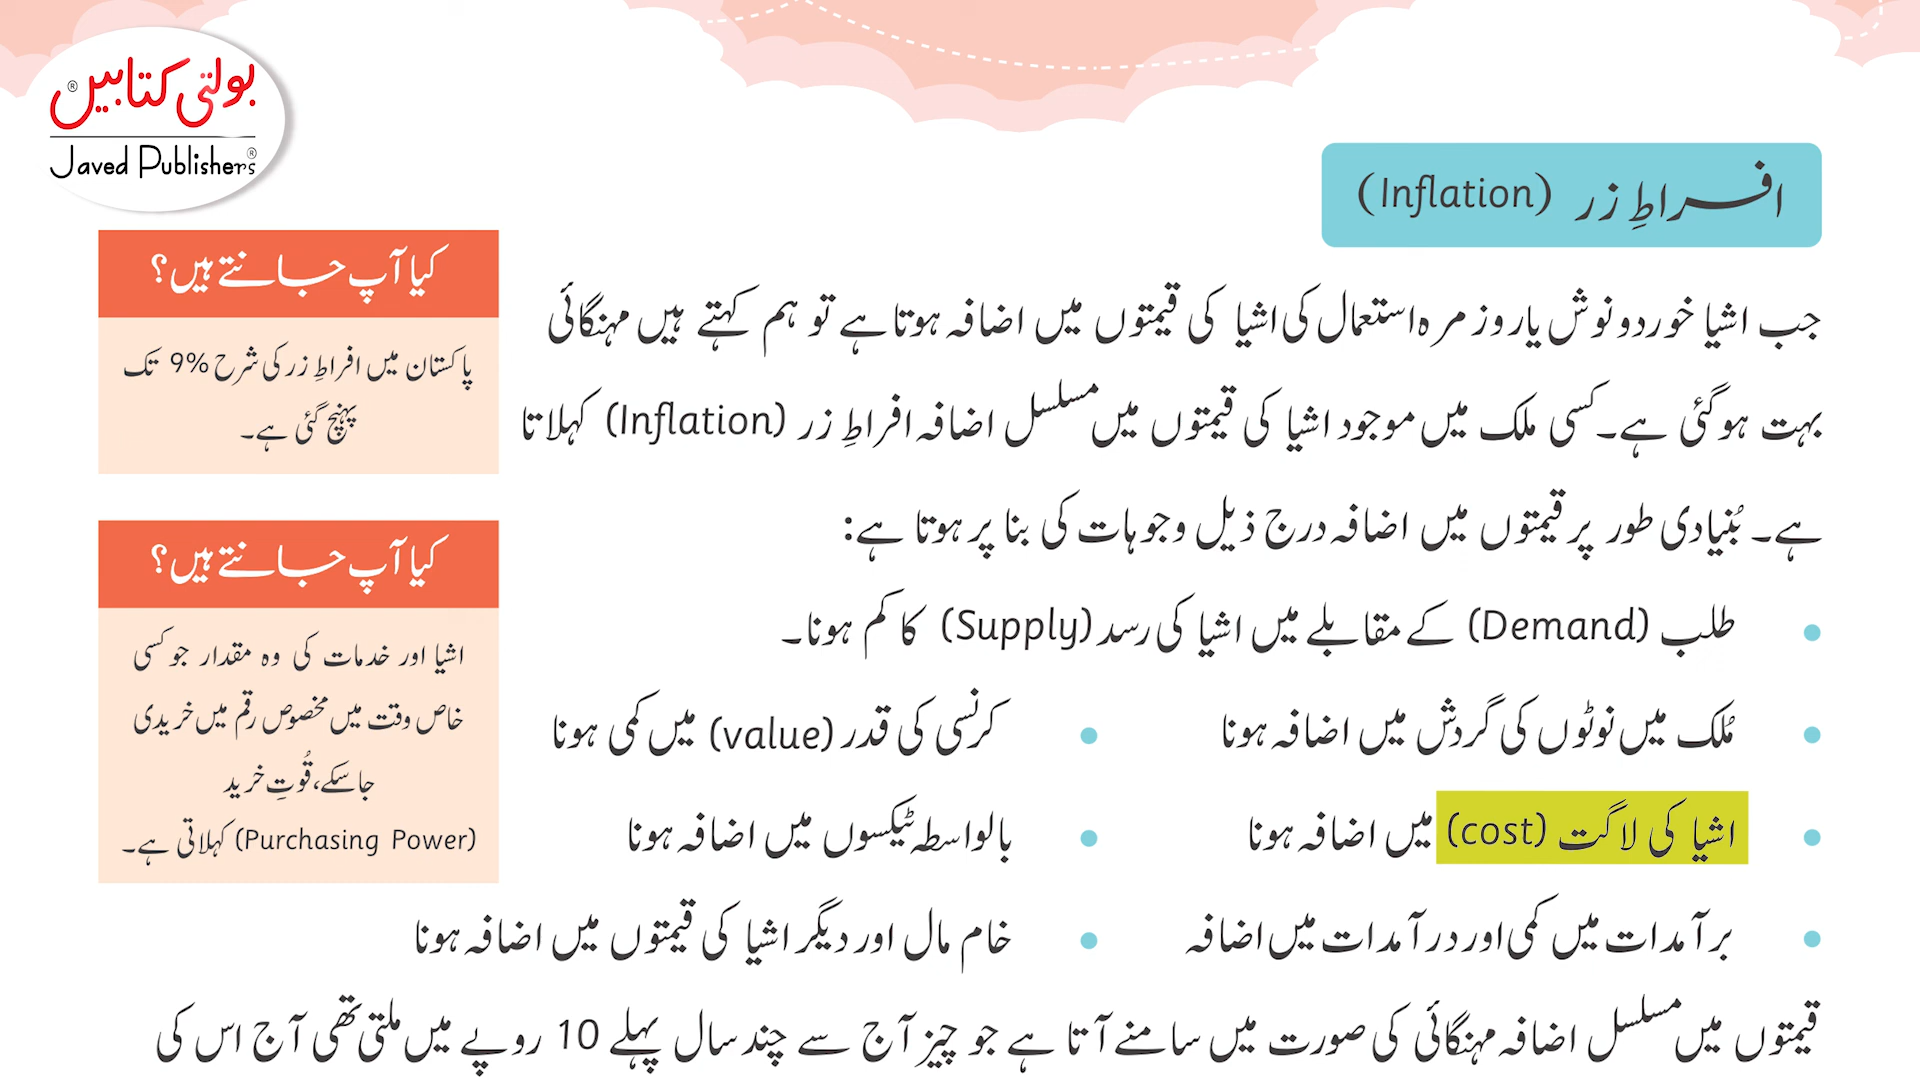 بولتی کتابیں®
Javed Publishers®
افراطِ زر (Inflation)
جب اشیا خوردونوش یا روز مرہ استعمال کی اشیا کی قیمتوں میں اضافہ ہوتا ہے تو ہم کہتے ہیں مہنگائی
بہت ہوگئی ہے۔ کسی ملک میں موجود اشیا کی قیمتوں میں مسلسل اضافہ افراطِ زر (Inflation) کہلاتا
ہے۔ بُنیادی طور پر قیمتوں میں اضافہ درج ذیل وجوہات کی بنا پر ہوتا ہے:
• طلب (Demand) کے مقابلے میں اشیا کی رسد (Supply) کا کم ہونا۔
• مُلک میں نوٹوں کی گردش میں اضافہ ہونا • کرنسی کی قدر (value) میں کمی ہونا
• اشیا کی لاگت (cost) میں اضافہ ہونا • بالواسطہ ٹیکسوں میں اضافہ ہونا
• برآمدات میں کمی اور درآمدات میں اضافہ • خام مال اور دیگر اشیا کی قیمتوں میں اضافہ ہونا
قیمتوں میں مسلسل اضافہ مہنگائی کی صورت میں سامنے آتا ہے جو چیز آج سے چند سال پہلے 10 روپے میں ملتی تھی آج اس کی
کیا آپ جانتے ہیں؟
پاکستان میں افراطِ زر کی شرح 9% تک
پہنچ گئی ہے۔
کیا آپ جانتے ہیں؟
اشیا اور خدمات کی وہ مقدار جو کسی
خاص وقت میں مخصوص رقم میں خریدی
جاسکے، قُوتِ خرید
(Purchasing Power) کہلاتی ہے۔